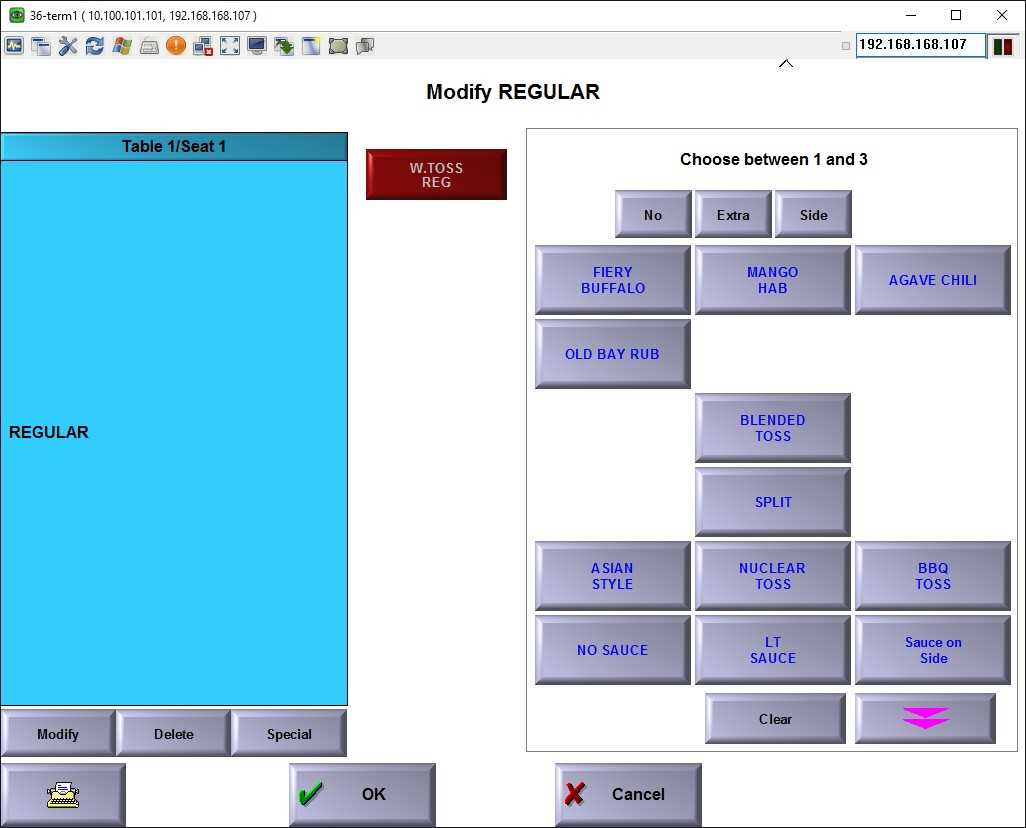 36-term1 ( 10.100.101.101, 192.168.168.107 )
192.168.168.107
Modify REGULAR
Table 1/Seat 1
REGULAR
W.TOSS
REG
Choose between 1 and 3
No
Extra
Side
FIERY
BUFFALO
MANGO
HAB
AGAVE CHILI
OLD BAY RUB
BLENDED
TOSS
SPLIT
ASIAN
STYLE
NUCLEAR
TOSS
BBQ
TOSS
NO SAUCE
LT
SAUCE
Sauce on
Side
Clear
Modify
Delete
Special
OK
Cancel